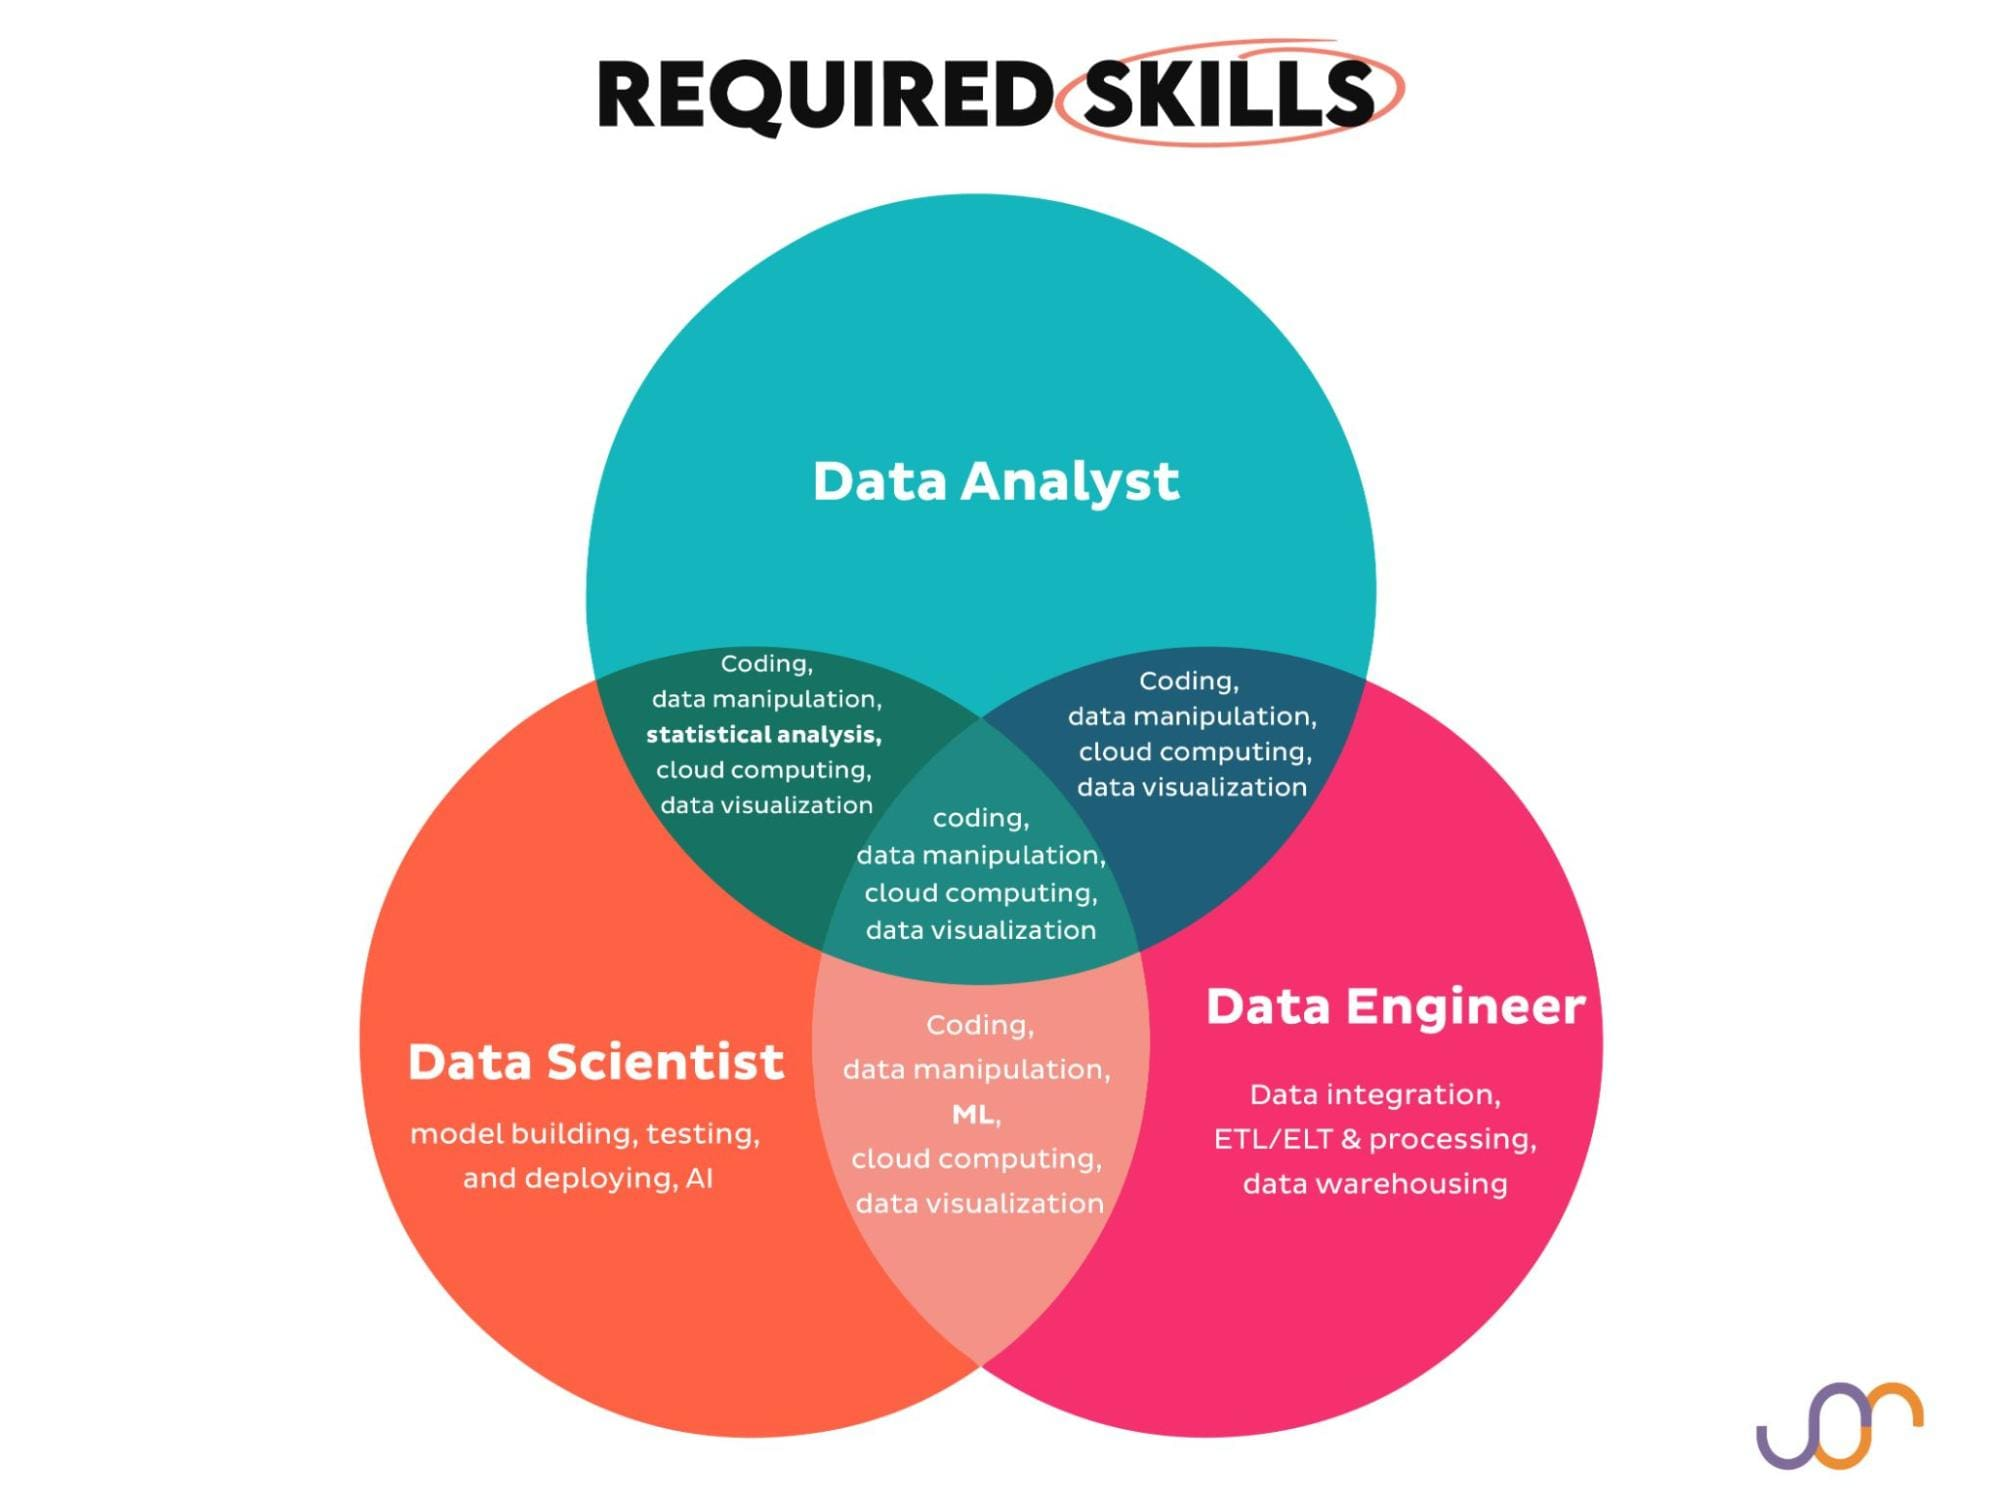 REQUIRED SKILLS
Data Analyst
Coding,
data manipulation,
statistical analysis,
cloud computing,
data visualization
Coding,
data manipulation,
cloud computing,
data visualization
coding,
data manipulation,
cloud computing,
data visualization
Data Scientist
model building, testing,
and deploying, AI
Coding,
data manipulation,
ML,
cloud computing,
data visualization
Data Engineer
Data integration,
ETL/ELT & processing,
data warehousing